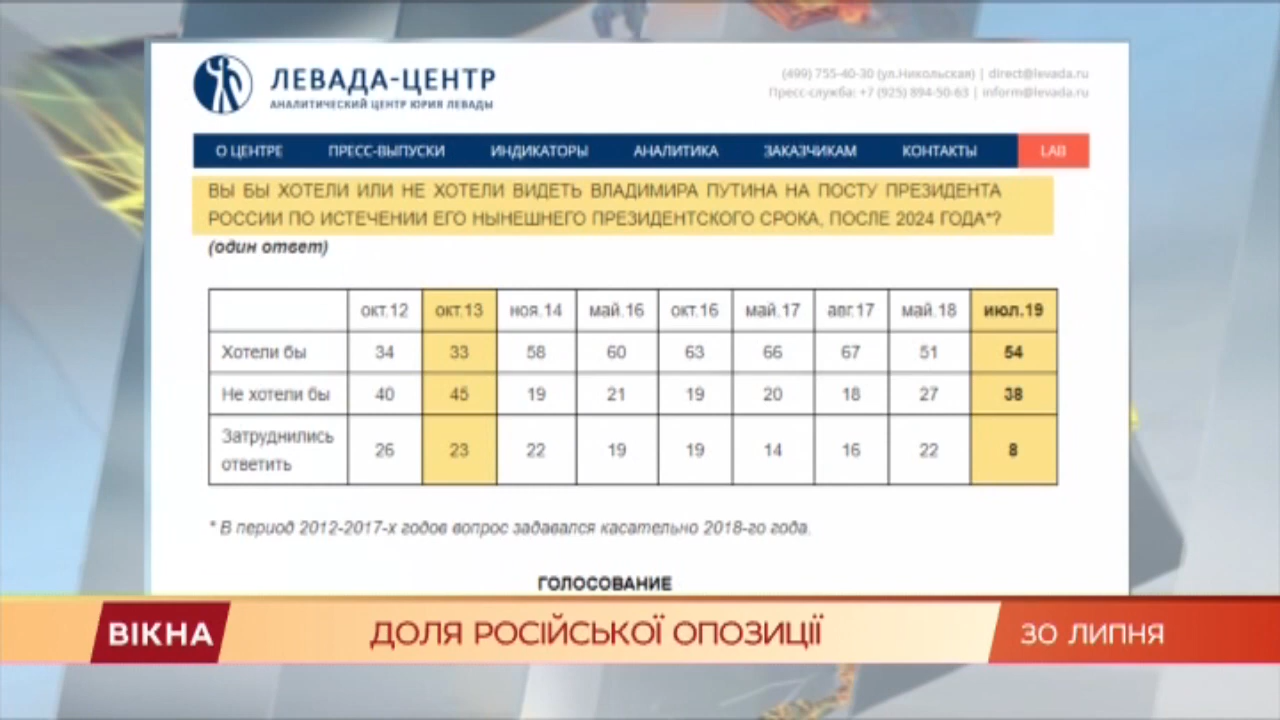 ЛЕВАДА-ЦЕНТР
АНАЛИТИЧЕСКИЙ ЦЕНТР ЮРИЯ ЛЕВАДЫ
(499) 755-40-30 (ул.Никольская) | direct@levada.ru
Пресс-служба: +7 (925) 894-50-63 | inform@levada.ru
О ЦЕНТРЕ ПРЕСС-ВЫПУСКИ ИНДИКАТОРЫ АНАЛИТИКА ЗАКАЗЧИКАМ КОНТАКТЫ LAB
ВЫ БЫ ХОТЕЛИ ИЛИ НЕ ХОТЕЛИ ВИДЕТЬ ВЛАДИМИРА ПУТИНА НА ПОСТУ ПРЕЗИДЕНТА
РОССИИ ПО ИСТЕЧЕНИИ ЕГО НЫНЕШНЕГО ПРЕЗИДЕНТСКОГО СРОКА, ПОСЛЕ 2024 ГОДА*?
(один ответ)
окт.12 окт.13 ноя.14 май.16 окт.16 май.17 авг.17 май.18 июл.19
Хотели бы 34 33 58 60 63 66 67 51 54
Не хотели бы 40 45 19 21 19 20 18 27 38
Затруднились
ответить 26 23 22 19 19 14 16 22 8
* В период 2012-2017-х годов вопрос задавался касательно 2018-го года.
ГОЛОСОВАНИЕ
ВІКНА ДОЛЯ РОСІЙСЬКОЇ ОПОЗИЦІЇ 30 ЛИПНЯ